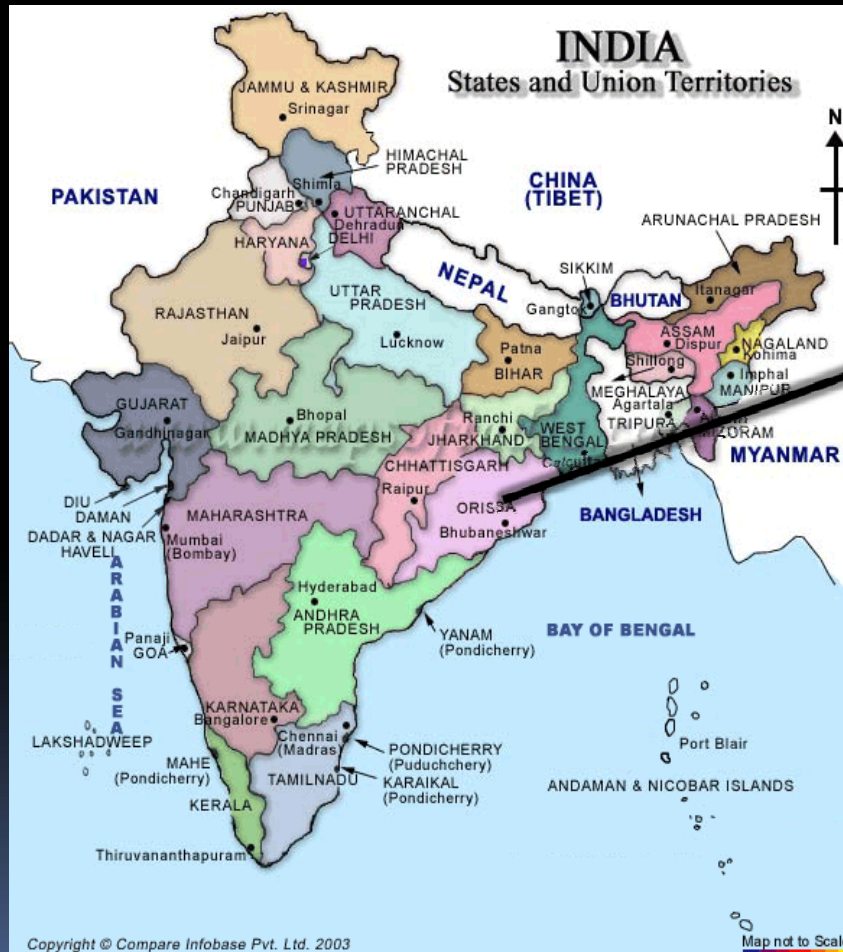 INDIA
States and Union Territories
N
JAMMU & KASHMIR
Srinagar
HIMACHAL
PRADESH
PAKISTAN
Chandigarh
Shimla
PUNJAB
CHINA
(TIBET)
UTTARANCHAL
Dehradun
HARYANA
DELHI
ARUNACHAL PRADESH
NEPAL
SIKKIM
BHUTAN
Itanagar
Gangtok
RAJASTHAN
Jaipur
UTTAR
PRADESH
Lucknow
Patna
BIHAR
ASSAM
Dispur
NAGALAND
Kohima
Shillong
MEGHALAYA
Imphal
MANIPUR
GUJARAT
Gandhinagar
Bhopal
MADHYA PRADESH
Ranchi
JHARKHAND
WEST
BENGAL
Agartala
TRIPURA
MYANMAR
CHHATTISGARH
Raipur
DIU
DAMAN
DADAR & NAGAR
HAVELI
MAHARASHTRA
Mumbai
(Bombay)
ORISSA
Bhubaneshwar
BANGLADESH
ARABIAN SEA
Hyderabad
ANDHRA
PRADESH
YANAM
(Pondicherry)
BAY OF BENGAL
Panaji
GOA
KARNATAKA
Bangalore
LAKSHADWEEP
Chennai
(Madras)
PONDICHERRY
(Puduchchery)
Port Blair
MAHE
(Pondicherry)
TAMILNADU
KARAIKAL
(Pondicherry)
KERALA
ANDAMAN & NICOBAR ISLANDS
Thiruvananthapuram
Copyright © Compare Infobase Pvt. Ltd. 2003
Map not to Scale